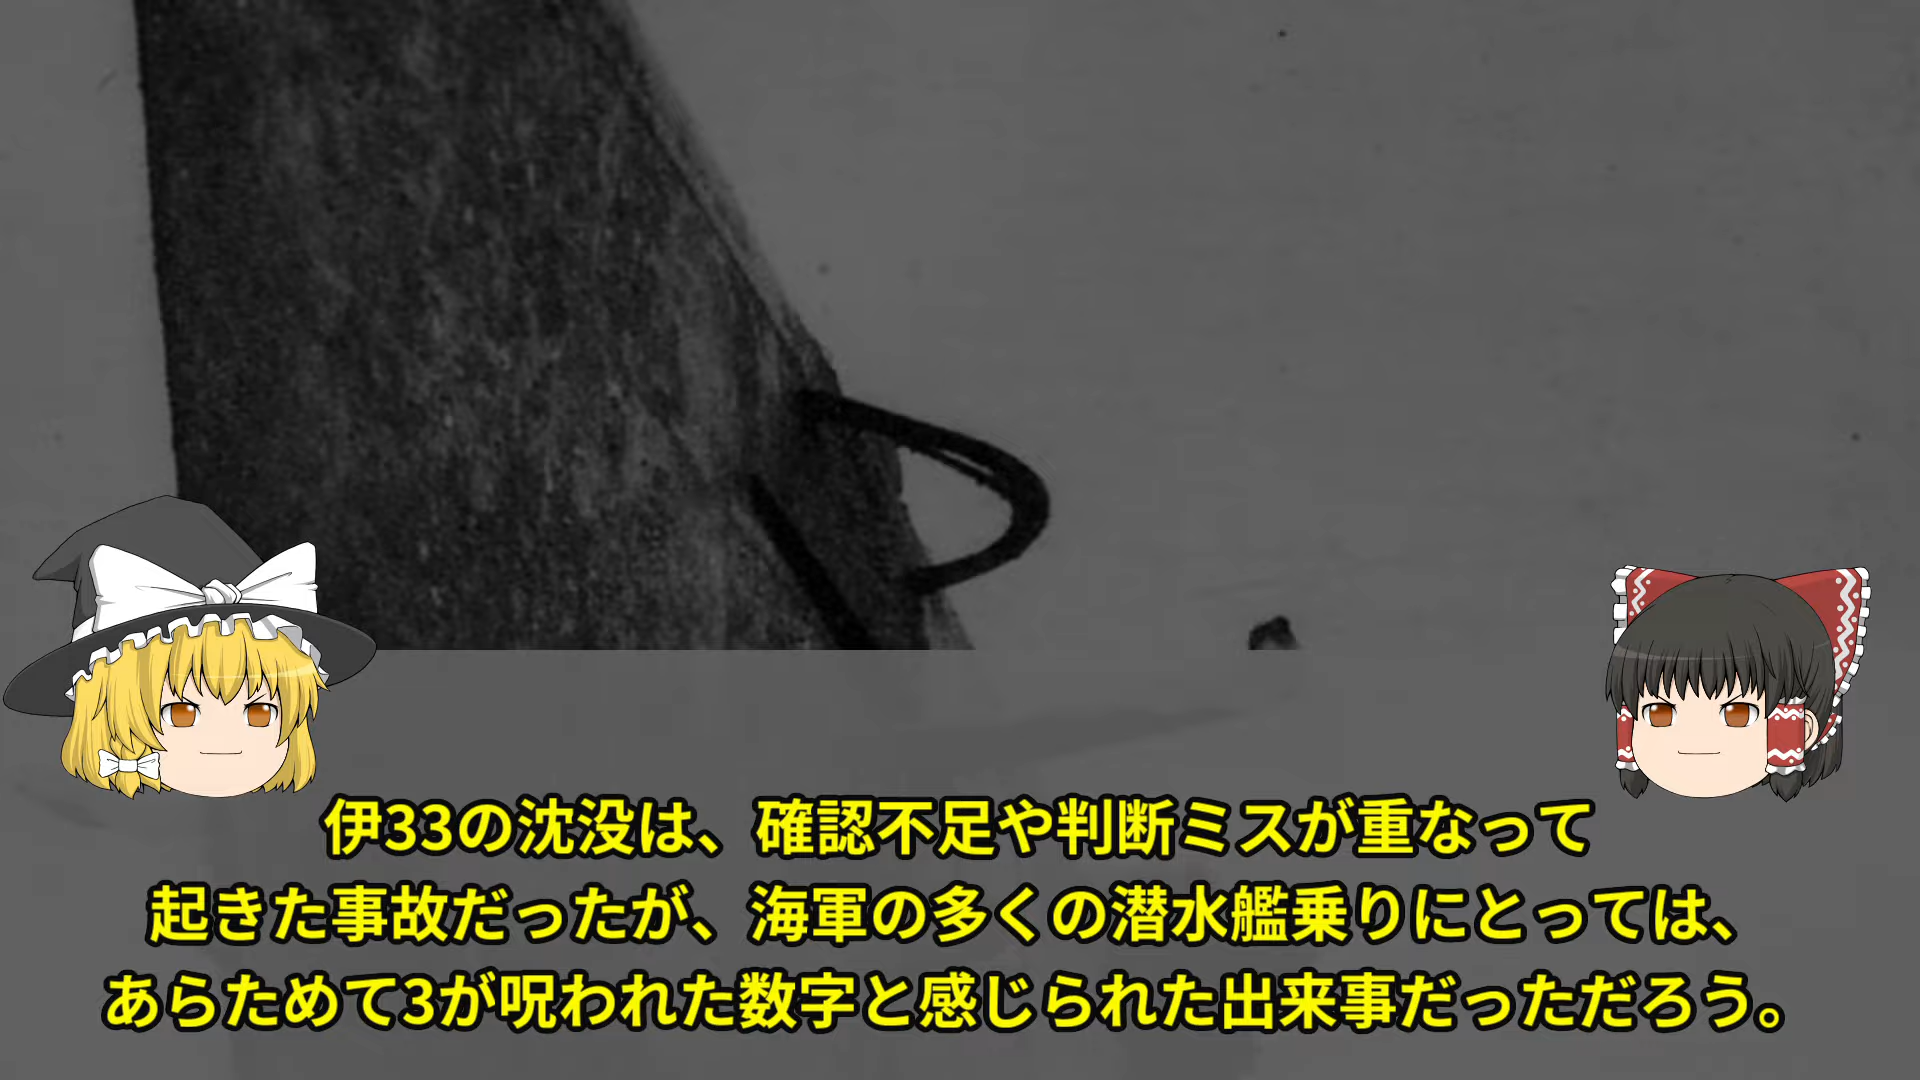 伊33の沈没は、確認不足や判断ミスが重なって
起きた事故だったが、海軍の多くの潜水艦乗りにとっては、
あらためて3が呪われた数字と感じられた出来事だっただろう。